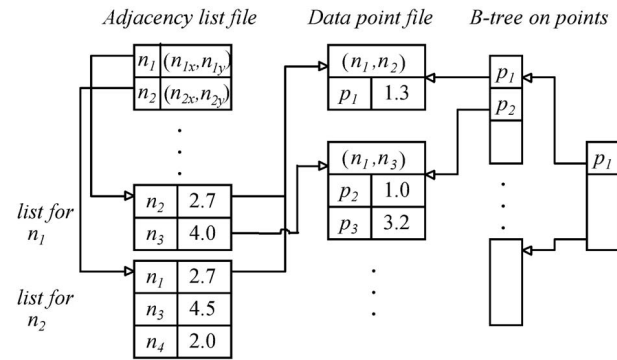 Adjacency list file
Data point file
B-tree on points
n1 (n1x,n1y)
n2 (n2x,n2y)
list for
n1
n2 2.7
n3 4.0
list for
n2
n1 2.7
n3 4.5
n4 2.0
(n1,n2)
p1 1.3
(n1,n3)
p2 1.0
p3 3.2
p1
p2
p1